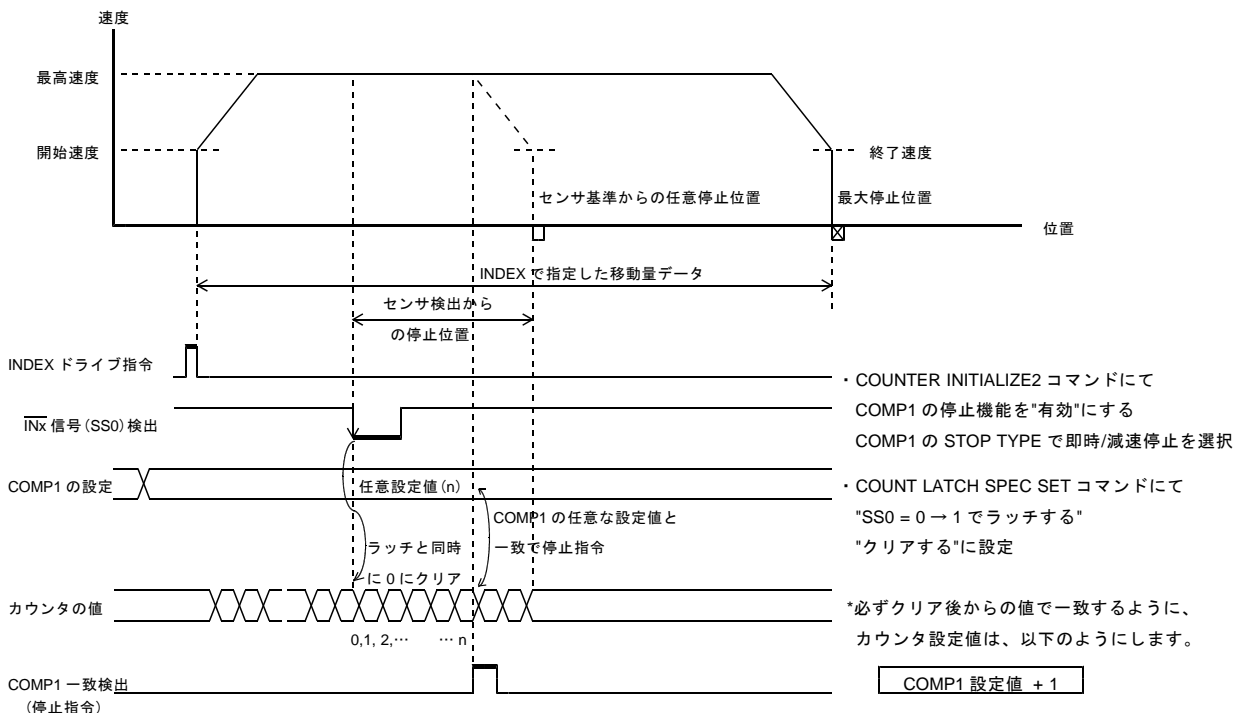 速度
最高速度
開始速度
終了速度
センサ基準からの任意停止位置
最大停止位置
位置
INDEX で指定した移動量データ
センサ検出から
の停止位置
INDEX ドライブ指令
INx 信号(SS0)検出
COMP1 の設定
任意設定値(n)
COMP1 の任意な設定値と
一致で停止指令
ラッチと同時
に 0 にクリア
カウンタの値
0,1, 2,… … n
COMP1 一致検出
(停止指令)
・COUNTER INITIALIZE2 コマンドにて
COMP1 の停止機能を"有効"にする
COMP1 の STOP TYPE で即時/減速停止を選択
・COUNT LATCH SPEC SET コマンドにて
"SS0 = 0 → 1 でラッチする"
"クリアする"に設定
*必ずクリア後からの値で一致するように、
カウンタ設定値は、以下のようにします。
COMP1 設定値 + 1